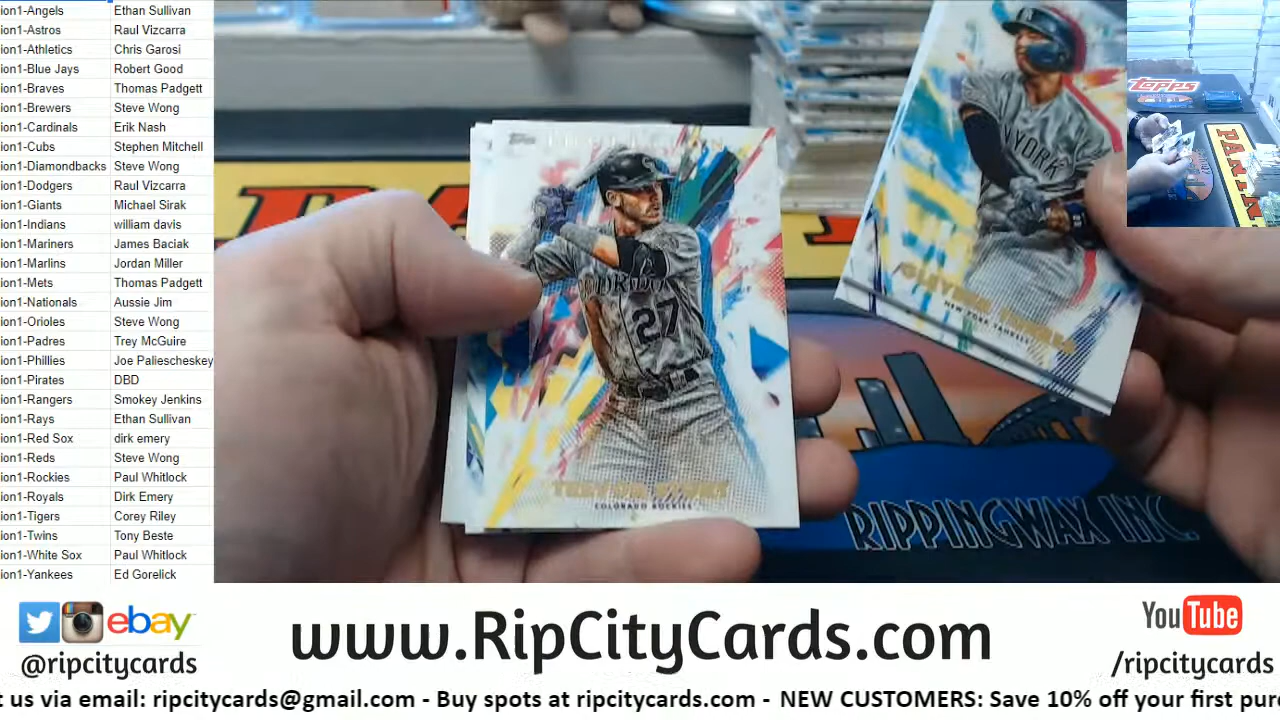 ion1-Angels Ethan Sullivan
ion1-Astros Raul Vizcarra
ion1-Athletics Chris Garosi
ion1-Blue Jays Robert Good
ion1-Braves Thomas Padgett
ion1-Brewers Steve Wong
ion1-Cardinals Erik Nash
ion1-Cubs Stephen Mitchell
ion1-Diamondbacks Steve Wong
ion1-Dodgers Raul Vizcarra
ion1-Giants Michael Sirak
ion1-Indians william davis
ion1-Mariners James Baciak
ion1-Marlins Jordan Miller
ion1-Mets Thomas Padgett
ion1-Nationals Aussie Jim
ion1-Orioles Steve Wong
ion1-Padres Trey McGuire
ion1-Phillies Joe Paliescheskey
ion1-Pirates DBD
ion1-Rangers Smokey Jenkins
ion1-Rays Ethan Sullivan
ion1-Red Sox dirk emery
ion1-Reds Steve Wong
ion1-Rockies Paul Whitlock
ion1-Royals Dirk Emery
ion1-Tigers Corey Riley
ion1-Twins Tony Beste
ion1-White Sox Paul Whitlock
ion1-Yankees Ed Gorelick
Topps
27
COLORADO ROCKIES
NEW YORK YANKEES
RIPPINGWAX INC.
Topps
PANINI
ebay
@ripcitycards
www.RipCityCards.com
YouTube
/ripcitycards
t us via email: ripcitycards@gmail.com - Buy spots at ripcitycards.com - NEW CUSTOMERS: Save 10% off your first pur